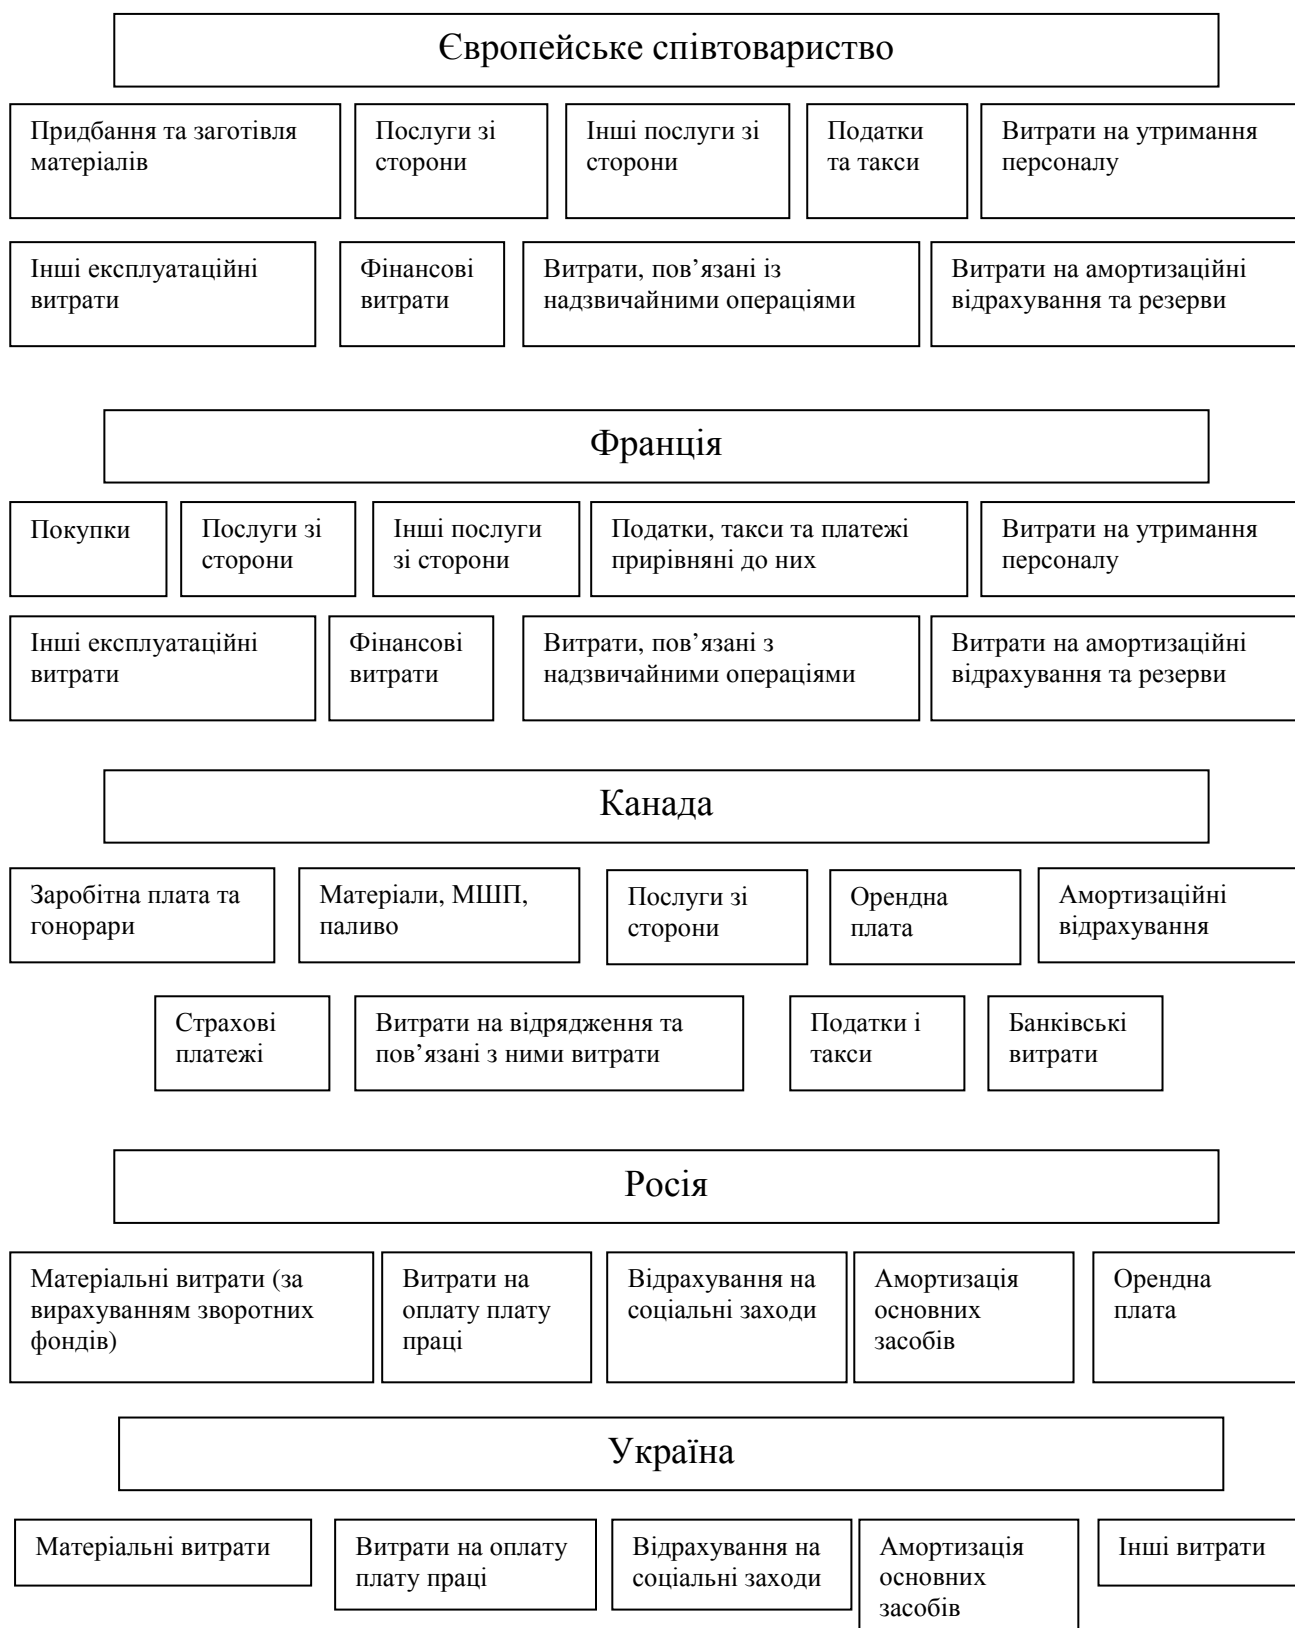 Європейське співтовариство
Придбання та заготівля
матеріалів
Послуги зі
сторони
Інші послуги зі
сторони
Податки
та такси
Витрати на утримання
персоналу
Інші експлуатаційні
витрати
Фінансові
витрати
Витрати, пов’язані із
надзвичайними операціями
Витрати на амортизаційні
відрахування та резерви
Франція
Покупки
Послуги зі
сторони
Інші послуги
зі сторони
Податки, такси та платежі
прирівняні до них
Витрати на утримання
персоналу
Інші експлуатаційні
витрати
Фінансові
витрати
Витрати, пов’язані з
надзвичайними операціями
Витрати на амортизаційні
відрахування та резерви
Канада
Заробітна плата та
гонорари
Матеріали, МШП,
паливо
Послуги зі
сторони
Орендна
плата
Амортизаційні
відрахування
Страхові
платежі
Витрати на відрядження та
пов’язані з ними витрати
Податки і
такси
Банківські
витрати
Росія
Матеріальні витрати (за
вирахуванням зворотних
фондів)
Витрати на
оплату плату
праці
Відрахування на
соціальні заходи
Амортизація
основних
засобів
Орендна
плата
Україна
Матеріальні витрати
Витрати на оплату
плату праці
Відрахування на
соціальні заходи
Амортизація
основних
засобів
Інші витрати